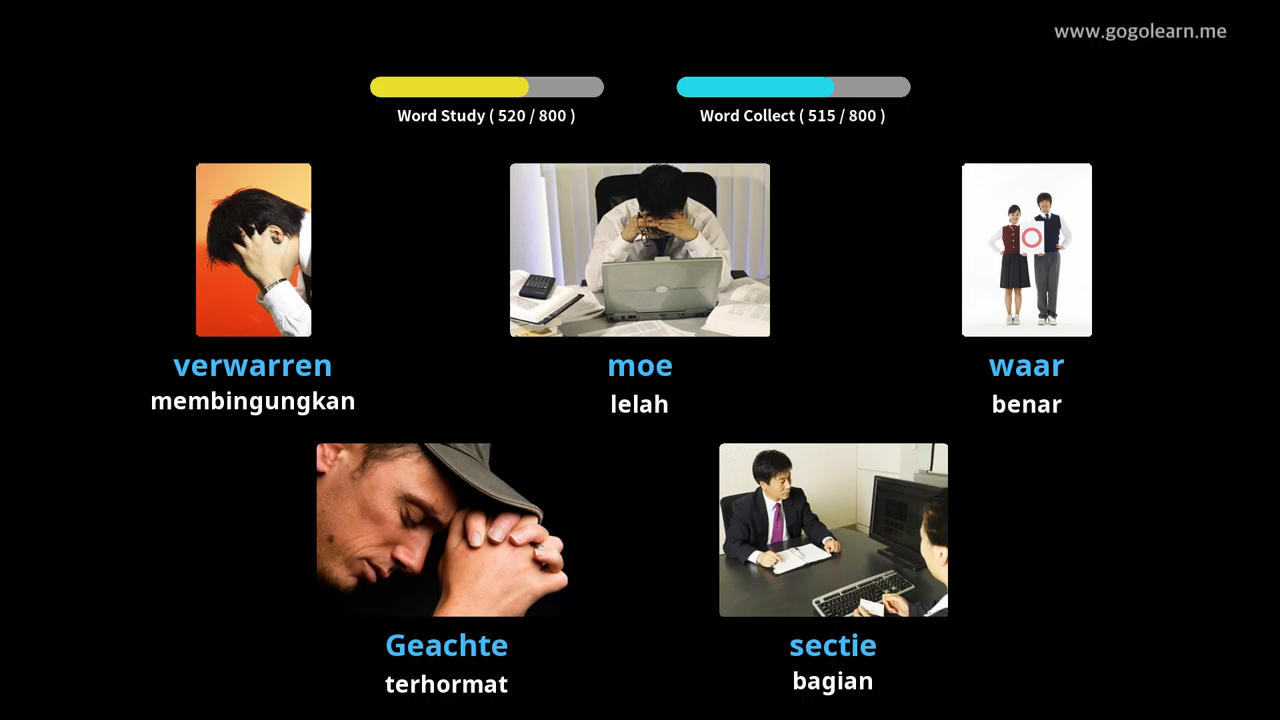 www.gogolearn.me
Word Study ( 520 / 800 )
Word Collect ( 515 / 800 )
verwarren
membingungkan
moe
lelah
waar
benar
Geachte
terhormat
sectie
bagian